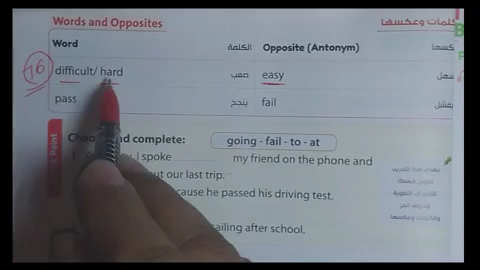 Words and Opposites كلمات وعكسها
Word الكلمة Opposite (Antonym) عكسها
76 difficult/ hard صعب easy سهل
pass ينجح fail يفشل
Point
and complete: going - fail - to - at
I spoke my friend on the phone and
out our last trip.
cause he passed his driving test.
ailing after school.